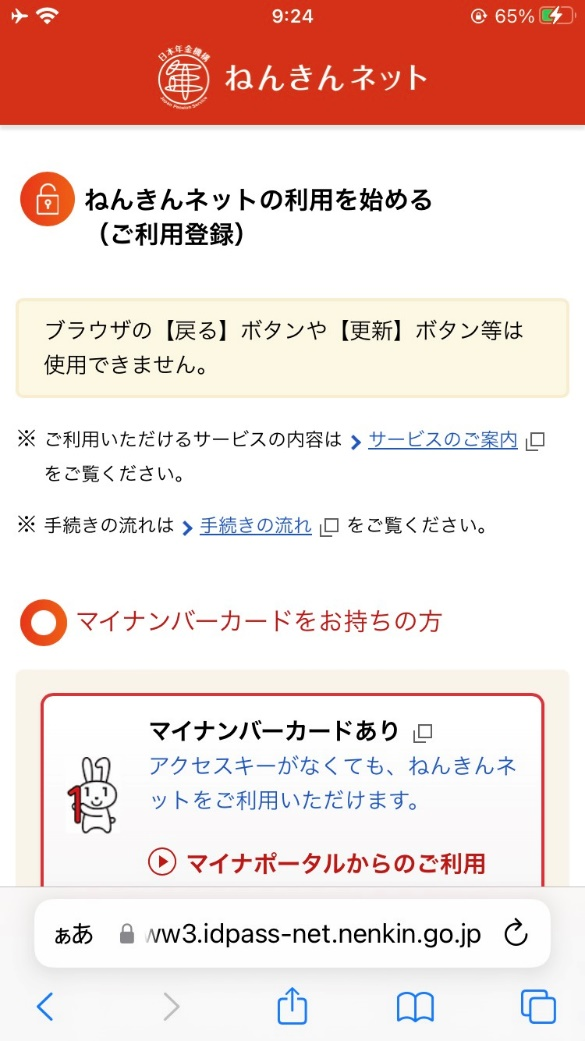 9:24
65%
日本年金機構
Japan Pension Service
ねんきんネット
ねんきんネットの利用を始める
（ご利用登録）
ブラウザの【戻る】ボタンや【更新】ボタン等は
使用できません。
※ ご利用いただけるサービスの内容は サービスのご案内
をご覧ください。
※ 手続きの流れは 手続きの流れ をご覧ください。
マイナンバーカードをお持ちの方
マイナンバーカードあり
アクセスキーがなくても、ねんきんネ
ットをご利用いただけます。
1
マイナポータルからのご利用
ぁあ ww3.idpass-net.nenkin.go.jp